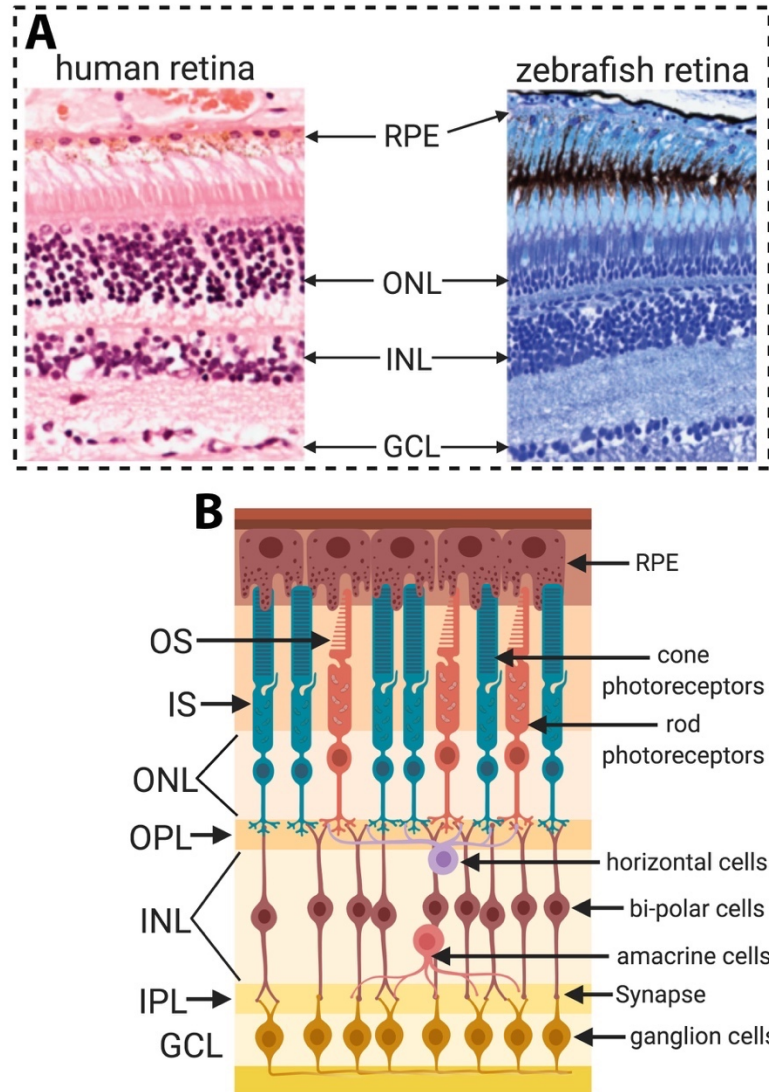 A
human retina
zebrafish retina
RPE
ONL
INL
GCL
B
RPE
OS
cone
photoreceptors
IS
rod
photoreceptors
ONL
OPL
horizontal cells
INL
bi-polar cells
amacrine cells
IPL
Synapse
GCL
ganglion cells